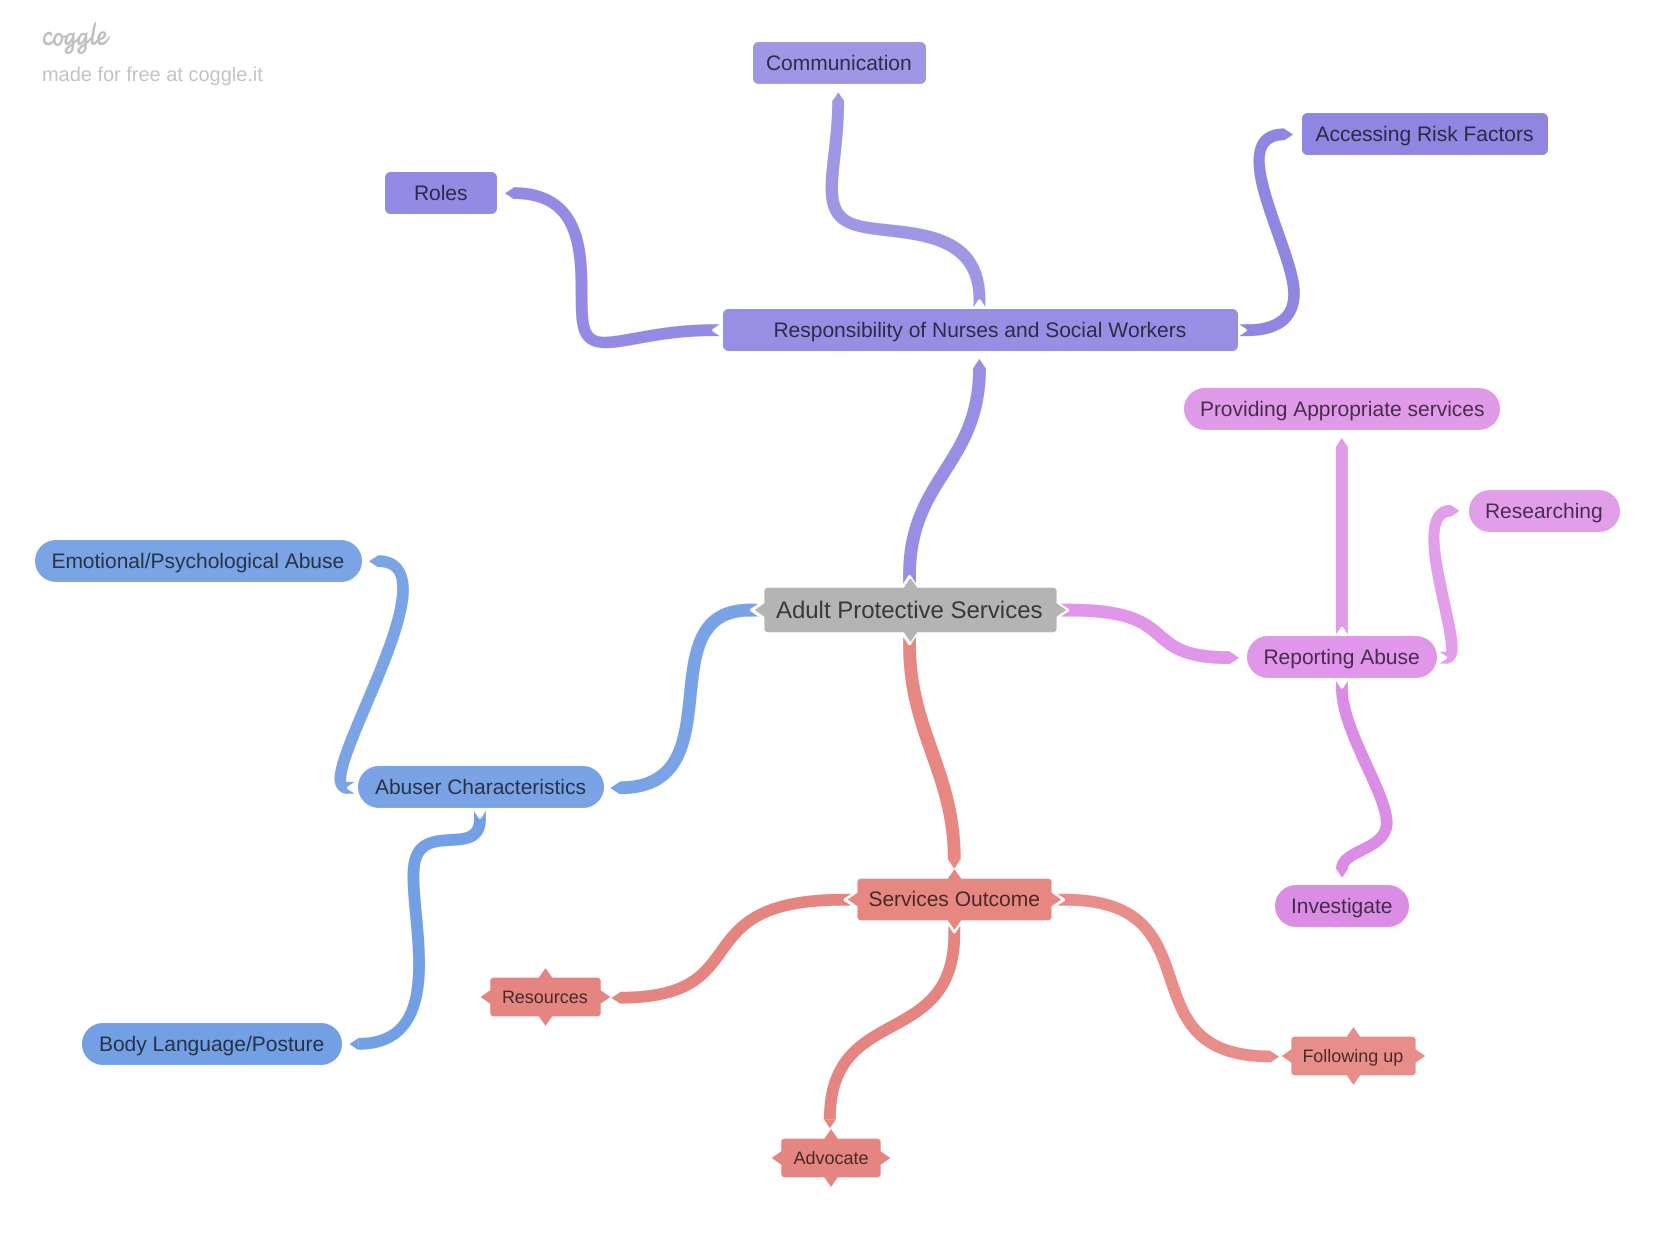 coggle
made for free at coggle.it
Communication
Accessing Risk Factors
Roles
Responsibility of Nurses and Social Workers
Providing Appropriate services
Researching
Emotional/Psychological Abuse
Adult Protective Services
Reporting Abuse
Abuser Characteristics
Services Outcome
Investigate
Resources
Body Language/Posture
Following up
Advocate